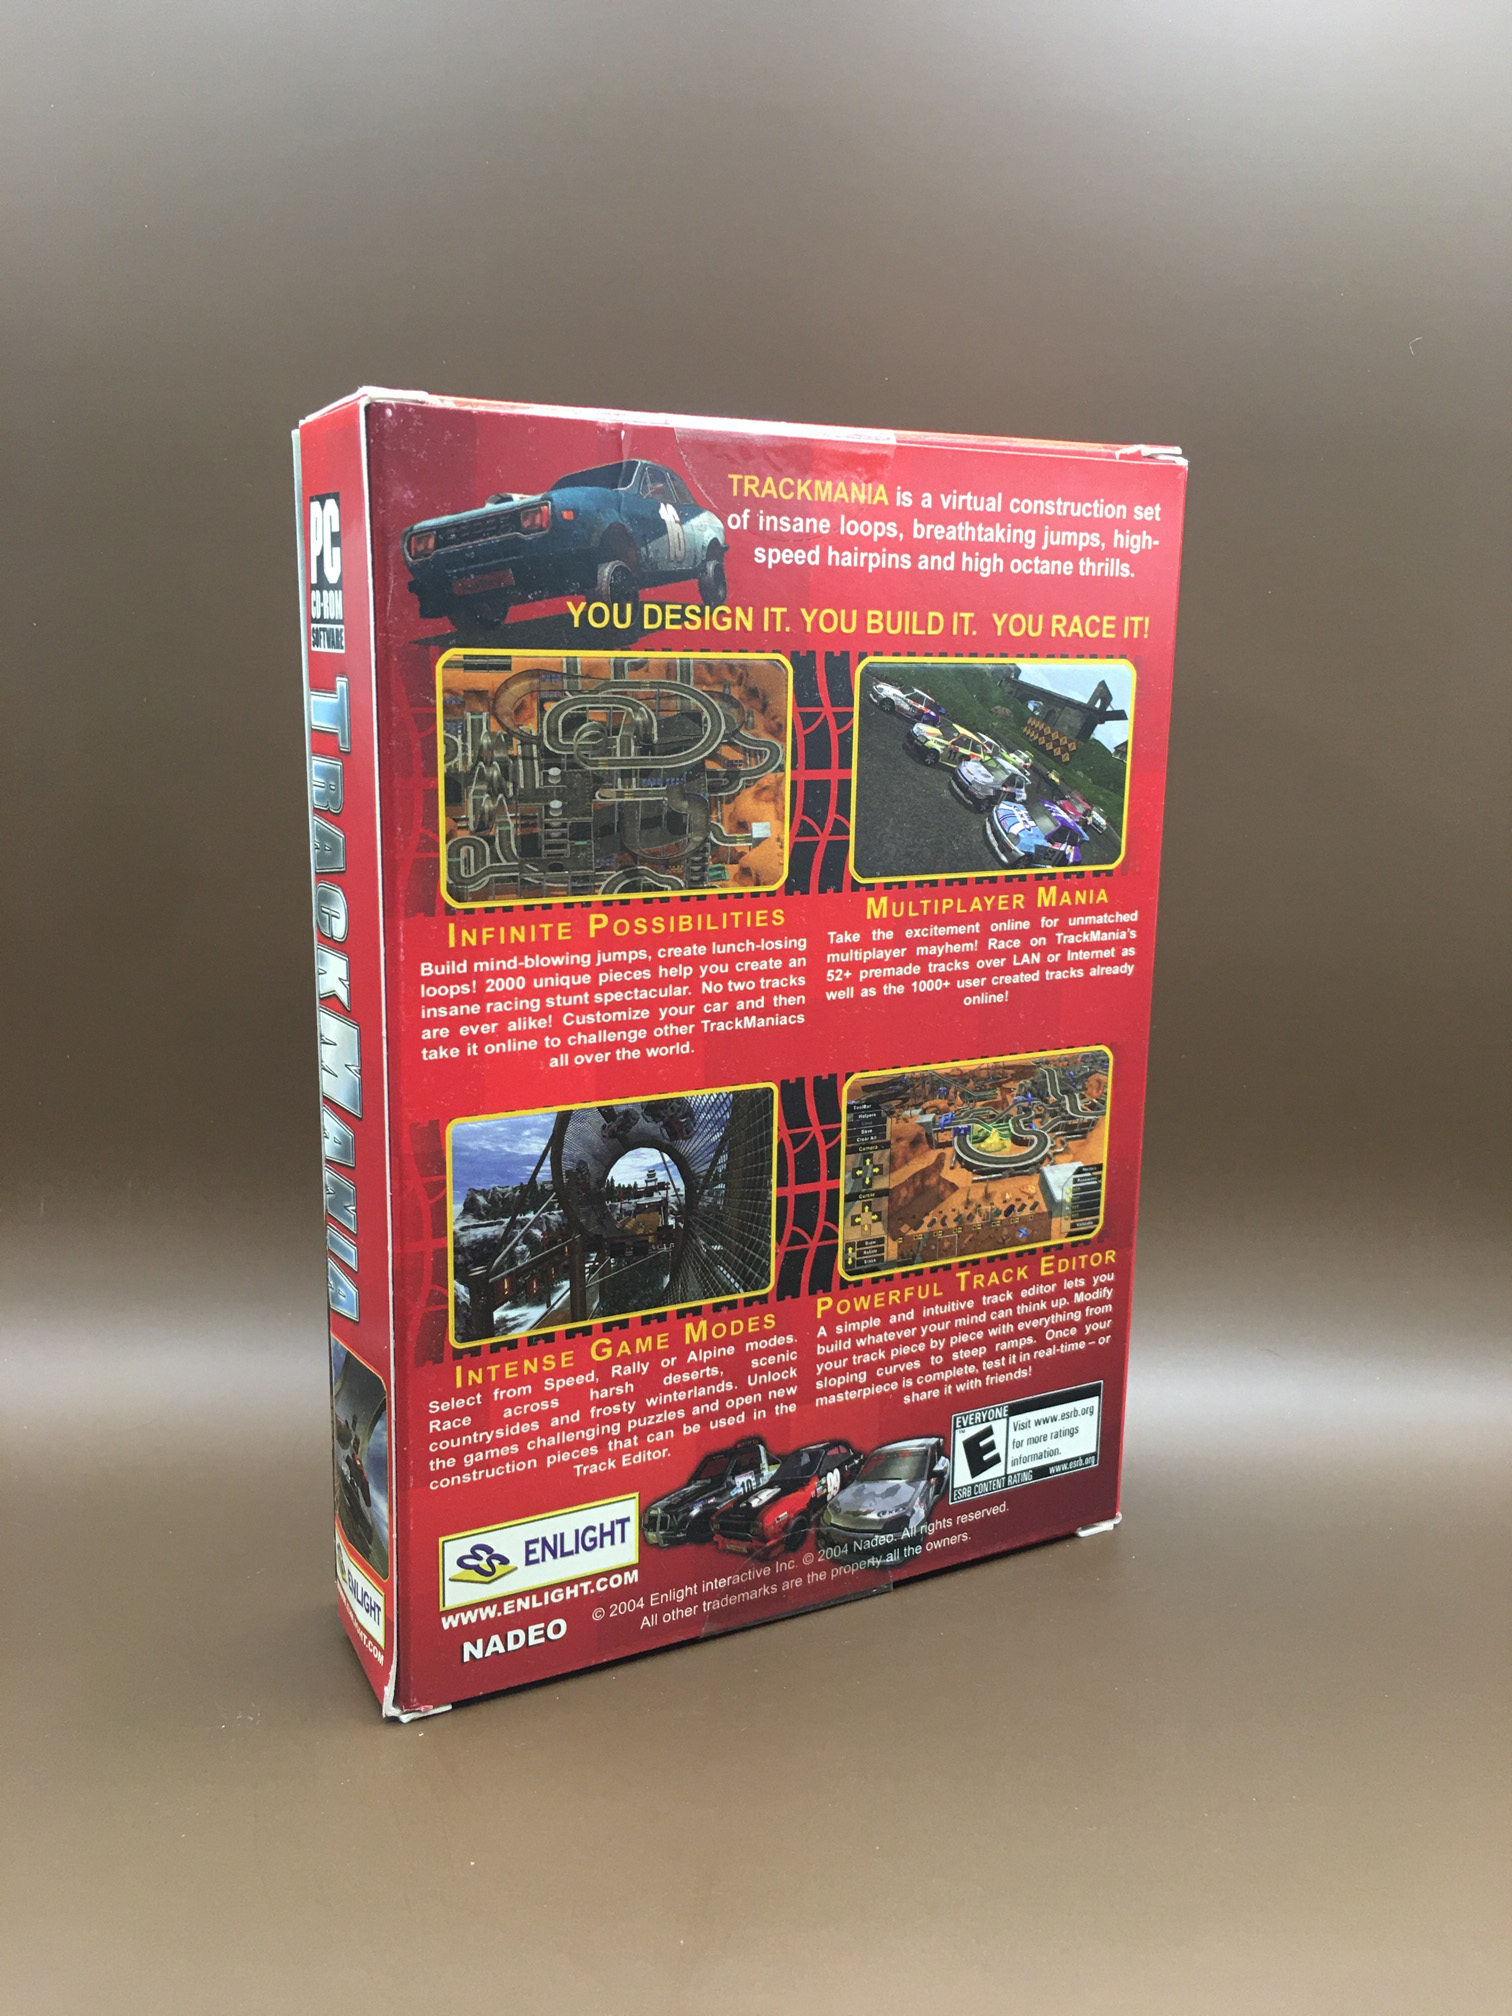 PC
CD-ROM
SOFTWARE
TRACKMANIA
ENLIGHT
TRACKMANIA is a virtual construction set
of insane loops, breathtaking jumps, high-
speed hairpins and high octane thrills.
16
YOU DESIGN IT. YOU BUILD IT. YOU RACE IT!
INFINITE POSSIBILITIES
Build mind-blowing jumps, create lunch-losing
loops! 2000 unique pieces help you create an
insane racing stunt spectacular. No two tracks
are ever alike! Customize your car and then
take it online to challenge other TrackManiacs
all over the world.
MULTIPLAYER MANIA
Take the excitement online for unmatched
multiplayer mayhem! Race on TrackMania's
52+ premade tracks over LAN or Internet as
well as the 1000+ user created tracks already
online!
INTENSE GAME MODES
Select from Speed, Rally or Alpine modes.
Race across harsh deserts, scenic
countrysides and frosty winterlands. Unlock
the games challenging puzzles and open new
construction pieces that can be used in the
Track Editor.
ToolBar
Helpers
Save
Clear All
Camera
Cursor
POWERFUL TRACK EDITOR
A simple and intuitive track editor lets you
build whatever your mind can think up. Modify
your track piece by piece with everything from
sloping curves to steep ramps. Once your
masterpiece is complete, test it in real-time – or
share it with friends!
EVERYONE
E
Visit www.esrb.org
for more ratings
information.
ESRB CONTENT RATING www.esrb.org
ENLIGHT
WWW.ENLIGHT.COM
NADEO
© 2004 Enlight interactive Inc. © 2004 Nadeo. All rights reserved.
All other trademarks are the property all the owners.